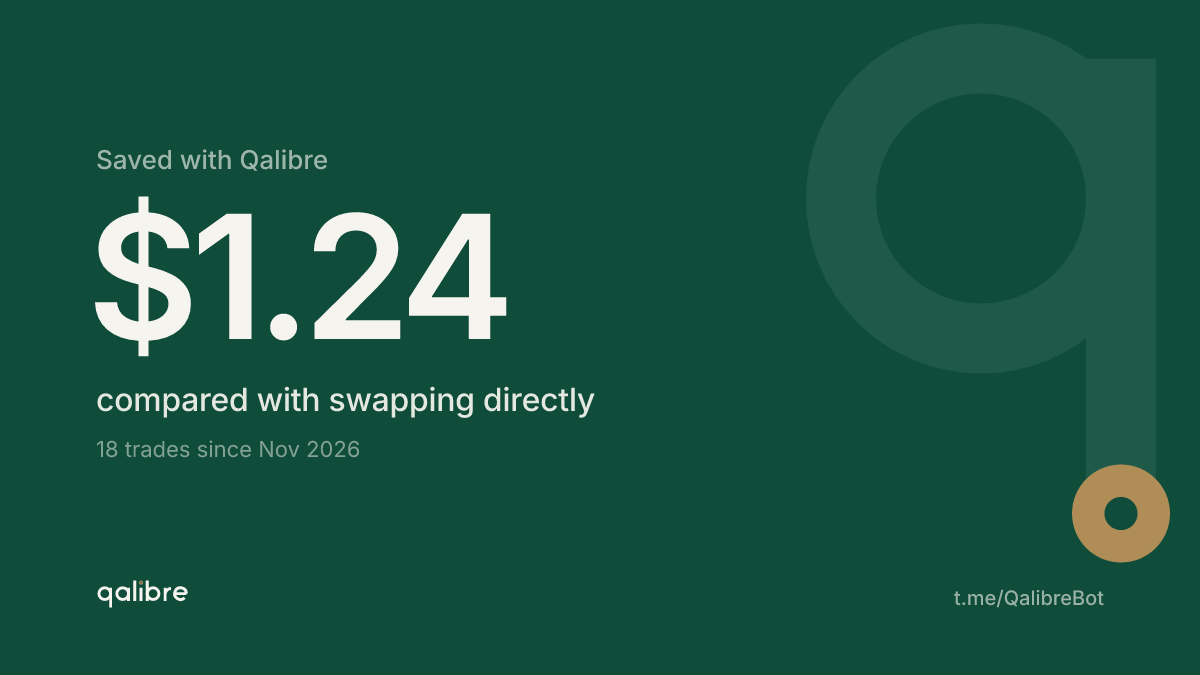 Saved with Qalibre
$1.24
compared with swapping directly
18 trades since Nov 2026
qalibre
t.me/QalibreBot